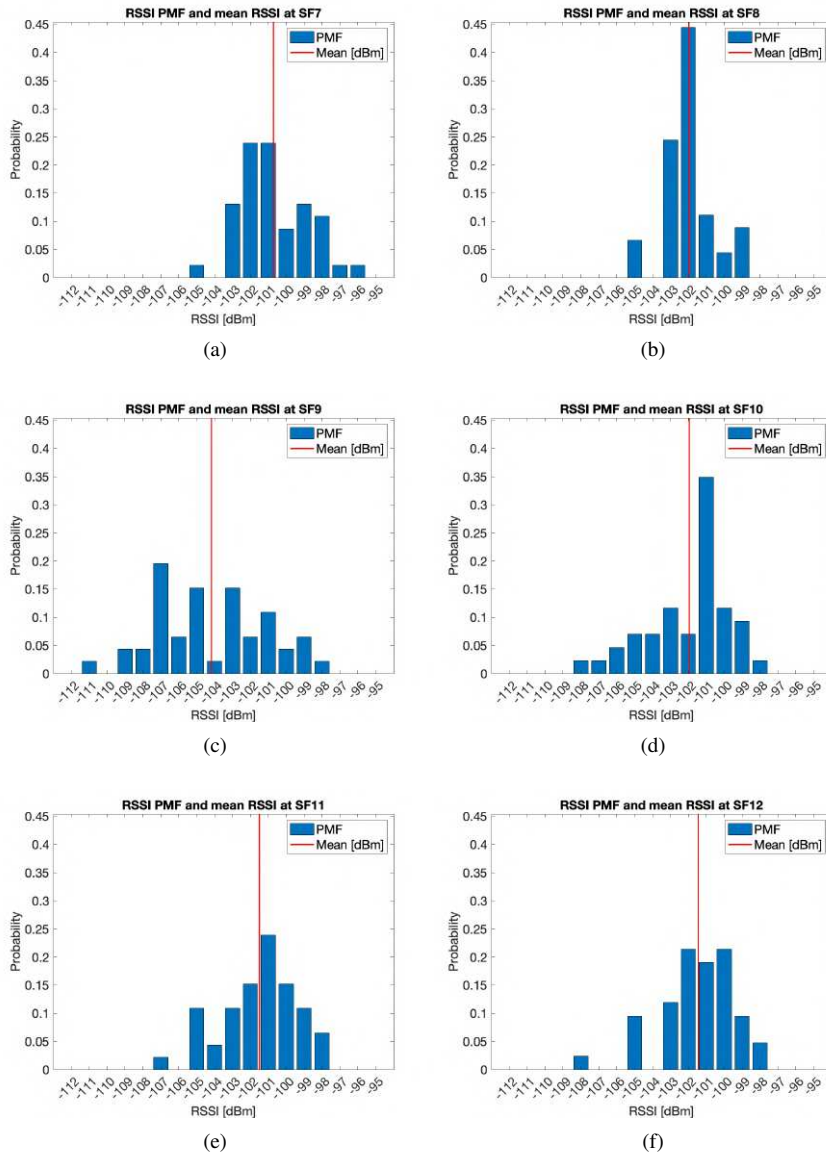 RSSI PMF and mean RSSI at SF7
PMF
Mean [dBm]
Probability
0.45
0.4
0.35
0.3
0.25
0.2
0.15
0.1
0.05
0
-112 -111 -110 -109 -108 -107 -106 -105 -104 -103 -102 -101 -100 -99 -98 -97 -96 -95
RSSI [dBm]
(a)
RSSI PMF and mean RSSI at SF8
PMF
Mean [dBm]
Probability
0.45
0.4
0.35
0.3
0.25
0.2
0.15
0.1
0.05
0
-112 -111 -110 -109 -108 -107 -106 -105 -104 -103 -102 -101 -100 -99 -98 -97 -96 -95
RSSI [dBm]
(b)
RSSI PMF and mean RSSI at SF9
PMF
Mean [dBm]
Probability
0.45
0.4
0.35
0.3
0.25
0.2
0.15
0.1
0.05
0
-112 -111 -110 -109 -108 -107 -106 -105 -104 -103 -102 -101 -100 -99 -98 -97 -96 -95
RSSI [dBm]
(c)
RSSI PMF and mean RSSI at SF10
PMF
Mean [dBm]
Probability
0.45
0.4
0.35
0.3
0.25
0.2
0.15
0.1
0.05
0
-112 -111 -110 -109 -108 -107 -106 -105 -104 -103 -102 -101 -100 -99 -98 -97 -96 -95
RSSI [dBm]
(d)
RSSI PMF and mean RSSI at SF11
PMF
Mean [dBm]
Probability
0.45
0.4
0.35
0.3
0.25
0.2
0.15
0.1
0.05
0
-112 -111 -110 -109 -108 -107 -106 -105 -104 -103 -102 -101 -100 -99 -98 -97 -96 -95
RSSI [dBm]
(e)
RSSI PMF and mean RSSI at SF12
PMF
Mean [dBm]
Probability
0.45
0.4
0.35
0.3
0.25
0.2
0.15
0.1
0.05
0
-112 -111 -110 -109 -108 -107 -106 -105 -104 -103 -102 -101 -100 -99 -98 -97 -96 -95
RSSI [dBm]
(f)